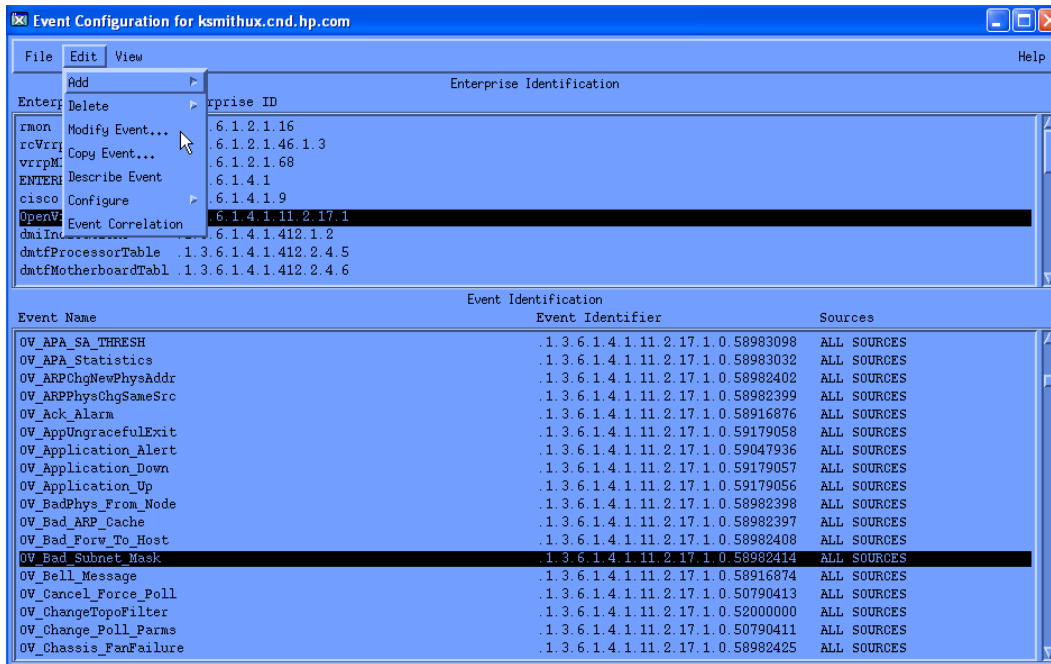 Event Configuration for ksmithux.cnd.hp.com
File Edit View Help
Add
Delete
Modify Event...
Copy Event...
Describe Event
Configure
Event Correlation
Enterprise Identification
Enterp rprise ID
rmon .6.1.2.1.16
rcVrrp .6.1.2.1.46.1.3
vrrpM .6.1.2.1.68
ENTER .6.1.4.1
cisco .6.1.4.1.9
OpenVi .6.1.4.1.11.2.17.1
dmiIn .6.1.4.1.412.1.2
dmtfProcessorTable .1.3.6.1.4.1.412.2.4.5
dmtfMotherboardTabl .1.3.6.1.4.1.412.2.4.6
Event Identification
Event Name Event Identifier Sources
OV_APA_SA_THRESH .1.3.6.1.4.1.11.2.17.1.0.58983098 ALL SOURCES
OV_APA_Statistics .1.3.6.1.4.1.11.2.17.1.0.58983032 ALL SOURCES
OV_ARPChgNewPhysAddr .1.3.6.1.4.1.11.2.17.1.0.58982402 ALL SOURCES
OV_ARPPhysChgSameSrc .1.3.6.1.4.1.11.2.17.1.0.58982399 ALL SOURCES
OV_Ack_Alarm .1.3.6.1.4.1.11.2.17.1.0.58916876 ALL SOURCES
OV_AppUngracefulExit .1.3.6.1.4.1.11.2.17.1.0.59179058 ALL SOURCES
OV_Application_Alert .1.3.6.1.4.1.11.2.17.1.0.59047936 ALL SOURCES
OV_Application_Down .1.3.6.1.4.1.11.2.17.1.0.59179057 ALL SOURCES
OV_Application_Up .1.3.6.1.4.1.11.2.17.1.0.59179056 ALL SOURCES
OV_BadPhys_From_Node .1.3.6.1.4.1.11.2.17.1.0.58982398 ALL SOURCES
OV_Bad_ARP_Cache .1.3.6.1.4.1.11.2.17.1.0.58982397 ALL SOURCES
OV_Bad_Forw_To_Host .1.3.6.1.4.1.11.2.17.1.0.58982408 ALL SOURCES
OV_Bad_Subnet_Mask .1.3.6.1.4.1.11.2.17.1.0.58982414 ALL SOURCES
OV_Bell_Message .1.3.6.1.4.1.11.2.17.1.0.58916874 ALL SOURCES
OV_Cancel_Force_Poll .1.3.6.1.4.1.11.2.17.1.0.50790413 ALL SOURCES
OV_ChangeTopoFilter .1.3.6.1.4.1.11.2.17.1.0.52000000 ALL SOURCES
OV_Change_Poll_Parms .1.3.6.1.4.1.11.2.17.1.0.50790411 ALL SOURCES
OV_Chassis_FanFailure .1.3.6.1.4.1.11.2.17.1.0.58982425 ALL SOURCES